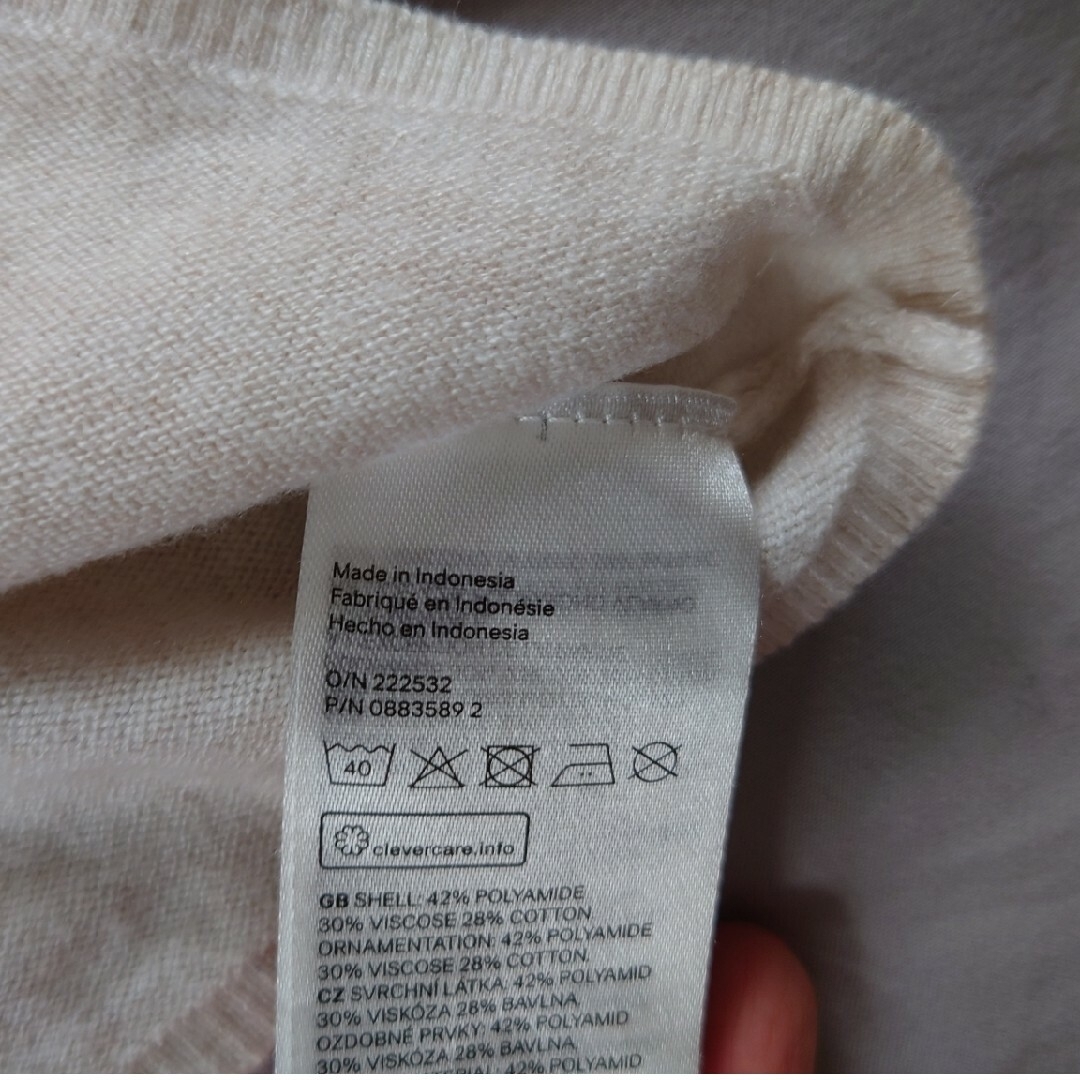 Made in Indonesia
Fabriqué en Indonésie
Hecho en Indonesia
O/N 222532
P/N 0883589 2
40
clevercare.info
GB SHELL: 42% POLYAMIDE
30% VISCOSE 28% COTTON
ORNAMENTATION: 42% POLYAMIDE
30% VISCOSE 28% COTTON.
CZ SVRCHNÍ LÁTKA: 42% POLYAMID
30% VISKÓZA 28% BAVLNA
OZDOBNÉ PRVKY: 42% POLYAMID
30% VISKÓZA 28% BAVLNA
42% POLYAMID